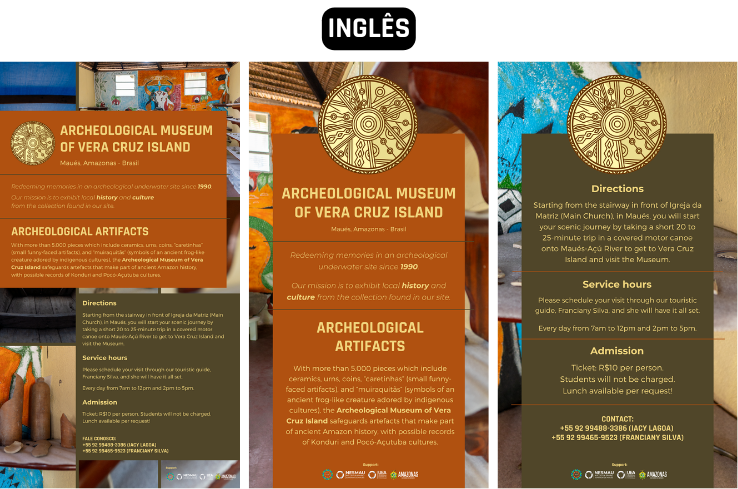 INGLÊS
ARCHEOLOGICAL MUSEUM
OF VERA CRUZ ISLAND
Maués, Amazonas - Brasil
Redeeming memories in an archeological underwater site since 1990.
Our mission is to exhibit local history and culture
from the collection found in our site.
ARCHEOLOGICAL ARTIFACTS
With more than 5.000 pieces which include ceramics, urns, coins, "caretinhas"
(small funny-faced artifacts), and "muiraquitãs" (symbols of an ancient frog-like
creature adored by indigenous cultures), the Archeological Museum of Vera
Cruz Island safeguards artefacts that make part of ancient Amazon history,
with possible records of Konduri and Pocó-Açutuba cultures.
Directions
Starting from the stairway in front of Igreja da Matriz (Main
Church), in Maués, you will start your scenic journey by
taking a short 20 to 25-minute trip in a covered motor
canoe onto Maués-Açú River to get to Vera Cruz Island and
visit the Museum.
Service hours
Please schedule your visit through our touristic guide,
Franciany Silva, and she will have it all set.
Every day from 7am to 12pm and 2pm to 5pm.
Admission
Ticket: R$10 per person. Students will not be charged.
Lunch available per request!
FALE CONOSCO:
+55 92 99488-3386 (IACY LAGOA)
+55 92 99465-9523 (FRANCIANY SILVA)
Support:
AMAZONAS
ARCHEOLOGICAL MUSEUM
OF VERA CRUZ ISLAND
Maués, Amazonas - Brasil
Redeeming memories in an archeological
underwater site since 1990.
Our mission is to exhibit local history and
culture from the collection found in our site.
ARCHEOLOGICAL
ARTIFACTS
With more than 5.000 pieces which include
ceramics, urns, coins, "caretinhas" (small funny-
faced artifacts), and "muiraquitãs" (symbols of an
ancient frog-like creature adored by indigenous
cultures), the Archeological Museum of Vera
Cruz Island safeguards artefacts that make part
of ancient Amazon history, with possible records
of Konduri and Pocó-Açutuba cultures.
Support:
AMAZONAS
Directions
Starting from the stairway in front of Igreja da
Matriz (Main Church), in Maués, you will start
your scenic journey by taking a short 20 to
25-minute trip in a covered motor canoe
onto Maués-Açú River to get to Vera Cruz
Island and visit the Museum.
Service hours
Please schedule your visit through our touristic
guide, Franciany Silva, and she will have it all set.
Every day from 7am to 12pm and 2pm to 5pm.
Admission
Ticket: R$10 per person.
Students will not be charged.
Lunch available per request!
CONTACT:
+55 92 99488-3386 (IACY LAGOA)
+55 92 99465-9523 (FRANCIANY SILVA)
Support:
AMAZONAS